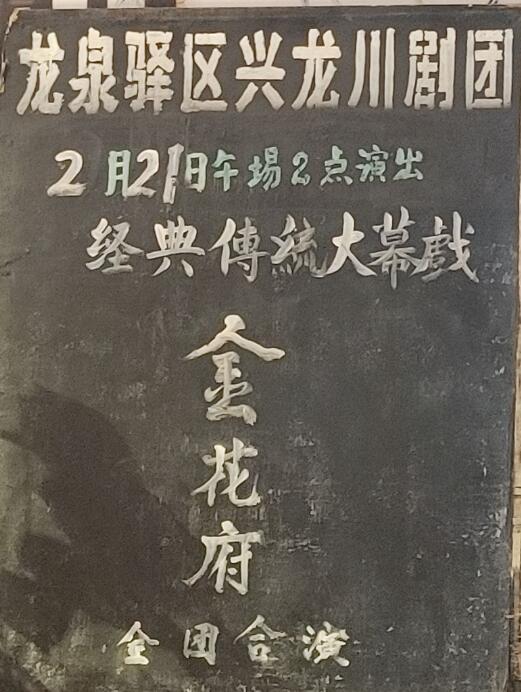 龙泉驿区兴龙川剧团
2月21日午场2点演出
经典傳統大幕戲
金花府
全团合演